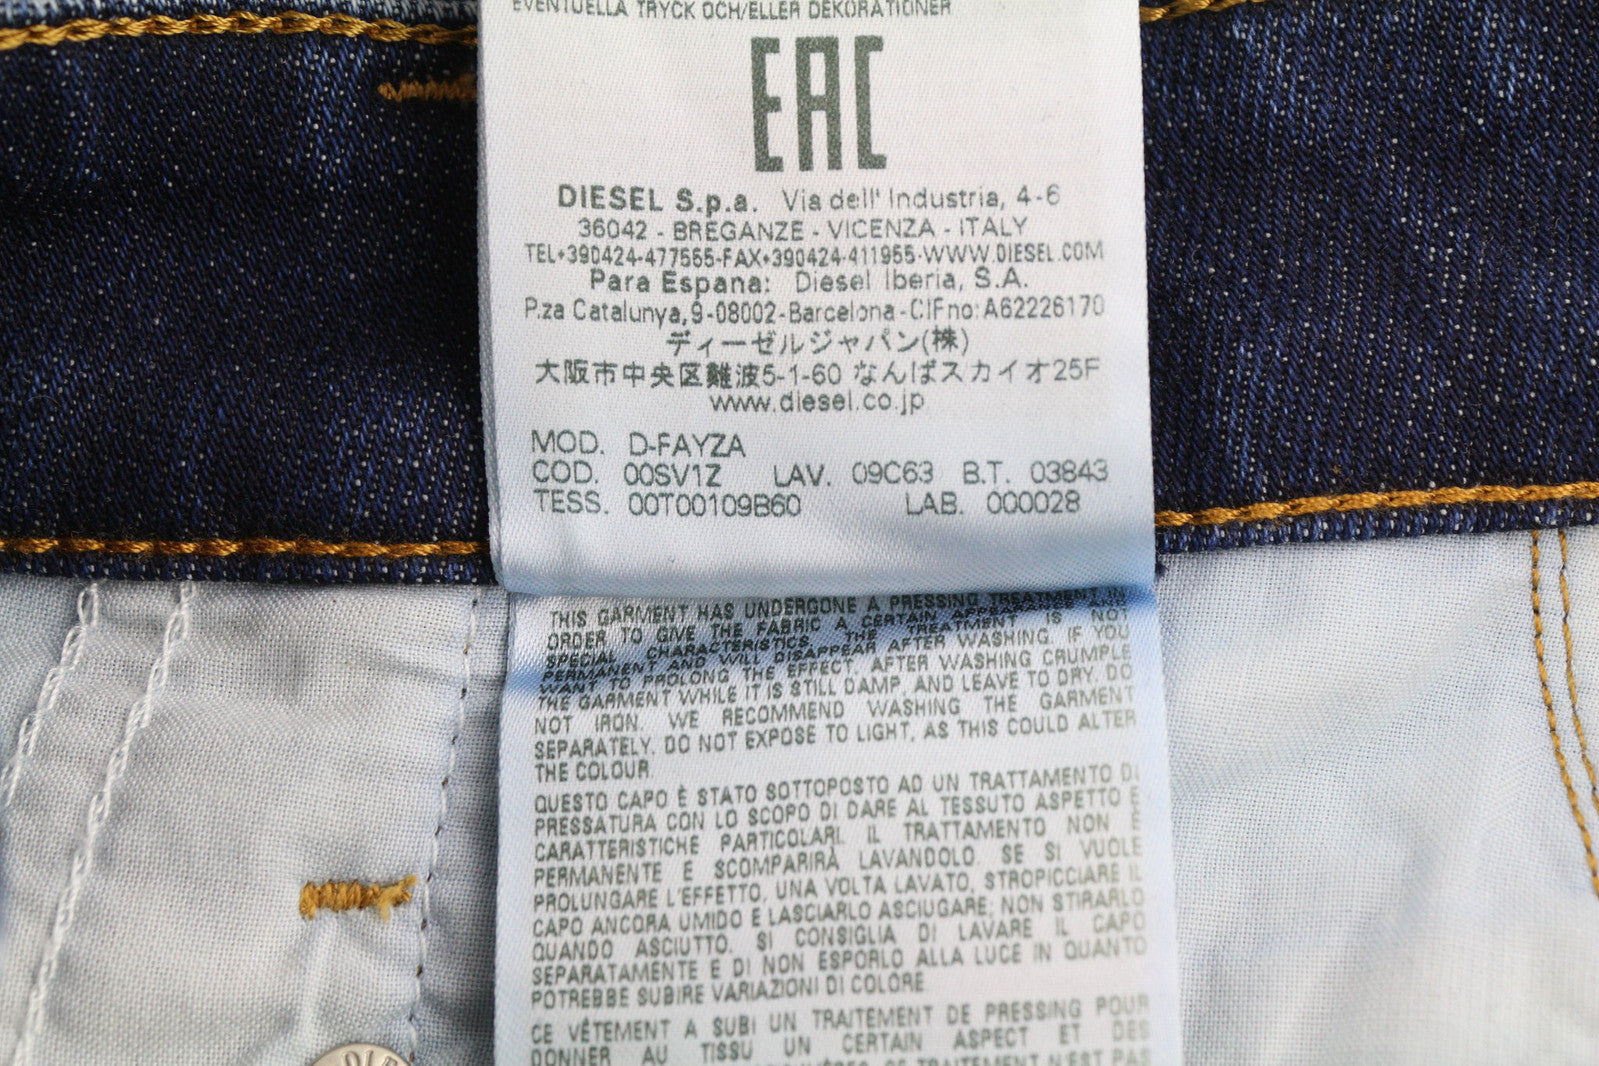 EVENTUELLA TRYCK OCH/ELLER DEKORATIONER
EAC
DIESEL S.p.a. Via dell' Industria, 4-6
36042 - BREGANZE - VICENZA - ITALY
TEL+390424-477555-FAX+390424-411955-WWW.DIESEL.COM
Para Espana: Diesel Iberia, S.A.
P.za Catalunya,9-08002-Barcelona-CIFno:A62226170
ディーゼルジャパン(株)
大阪市中央区難波5-1-60 なんばスカイオ25F
www.diesel.co.jp
MOD. D-FAYZA
COD. 00SV1Z LAV. 09C63 B.T. 03843
TESS. 00T00109B60 LAB. 000028
THIS GARMENT HAS UNDERGONE A PRESSING TREATMENT IN
ORDER TO GIVE THE FABRIC A CERTAIN APPEARANCE
SPECIAL CHARACTERISTICS. THE TREATMENT IS NOT
PERMANENT AND WILL DISAPPEAR AFTER WASHING. IF YOU
WANT TO PROLONG THE EFFECT, AFTER WASHING CRUMPLE
THE GARMENT WHILE IT IS STILL DAMP, AND LEAVE TO DRY. DO
NOT IRON. WE RECOMMEND WASHING THE GARMENT
SEPARATELY. DO NOT EXPOSE TO LIGHT, AS THIS COULD ALTER
THE COLOUR.
QUESTO CAPO È STATO SOTTOPOSTO AD UN TRATTAMENTO DI
PRESSATURA CON LO SCOPO DI DARE AL TESSUTO ASPETTO E
CARATTERISTICHE PARTICOLARI. IL TRATTAMENTO NON È
PERMANENTE E SCOMPARIRÀ LAVANDOLO. SE SI VUOLE
PROLUNGARE L'EFFETTO, UNA VOLTA LAVATO, STROPICCIARE IL
CAPO ANCORA UMIDO E LASCIARLO ASCIUGARE; NON STIRARLO
QUANDO ASCIUTTO. SI CONSIGLIA DI LAVARE IL CAPO
SEPARATAMENTE E DI NON ESPORLO ALLA LUCE IN QUANTO
POTREBBE SUBIRE VARIAZIONI DI COLORE.
CE VÊTEMENT A SUBI UN TRAITEMENT DE PRESSING POUR
DONNER AU TISSU UN CERTAIN ASPECT ET DES
CE TRAITEMENT N'EST PAS